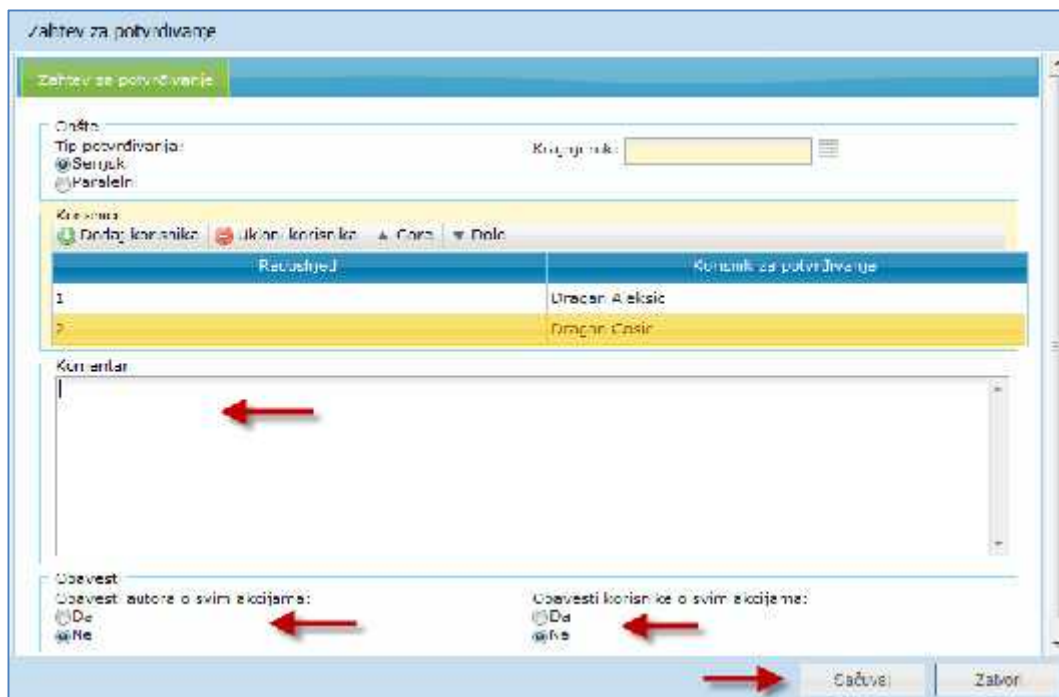 Zahtev za potvrđivanje
Zahtev za potvrđivanje
Opšte
Tip potvrđivanja:
Serijski
Paralelni
Krajnji rok:
Korisnici
Dodaj korisnika Ukloni korisnika Gore Dole
Redosljed Korisnik za potvrđivanje
1 Dragan Aleksic
2 Dragan Cosic
Komentar
Obavesti
Obavesti autora o svim akcijama: Obavesti korisnike o svim akcijama:
Da Da
Ne Ne
Sačuvaj Zatvori